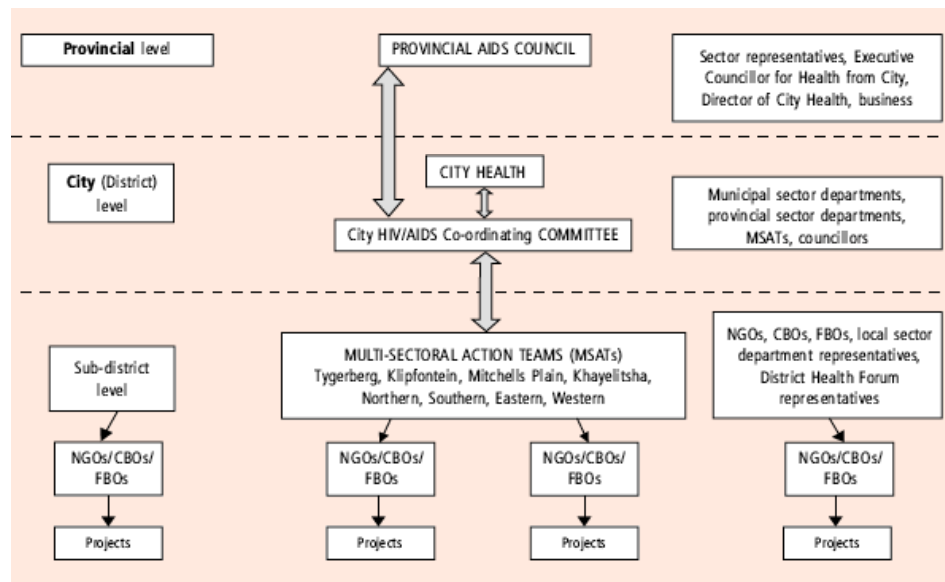 Provincial level
PROVINCIAL AIDS COUNCIL
Sector representatives, Executive
Councillor for Health from City,
Director of City Health, business
City (District)
level
CITY HEALTH
City HIV/AIDS Co-ordinating COMMITTEE
Municipal sector departments,
provincial sector departments,
MSATs, councillors
Sub-district
level
MULTI-SECTORAL ACTION TEAMS (MSATs)
Tygerberg, Klipfontein, Mitchells Plain, Khayelitsha,
Northern, Southern, Eastern, Western
NGOs, CBOs, FBOs, local sector
department representatives,
District Health Forum
representatives
NGOs/CBOs/
FBOs
NGOs/CBOs/
FBOs
NGOs/CBOs/
FBOs
NGOs/CBOs/
FBOs
Projects
Projects
Projects
Projects